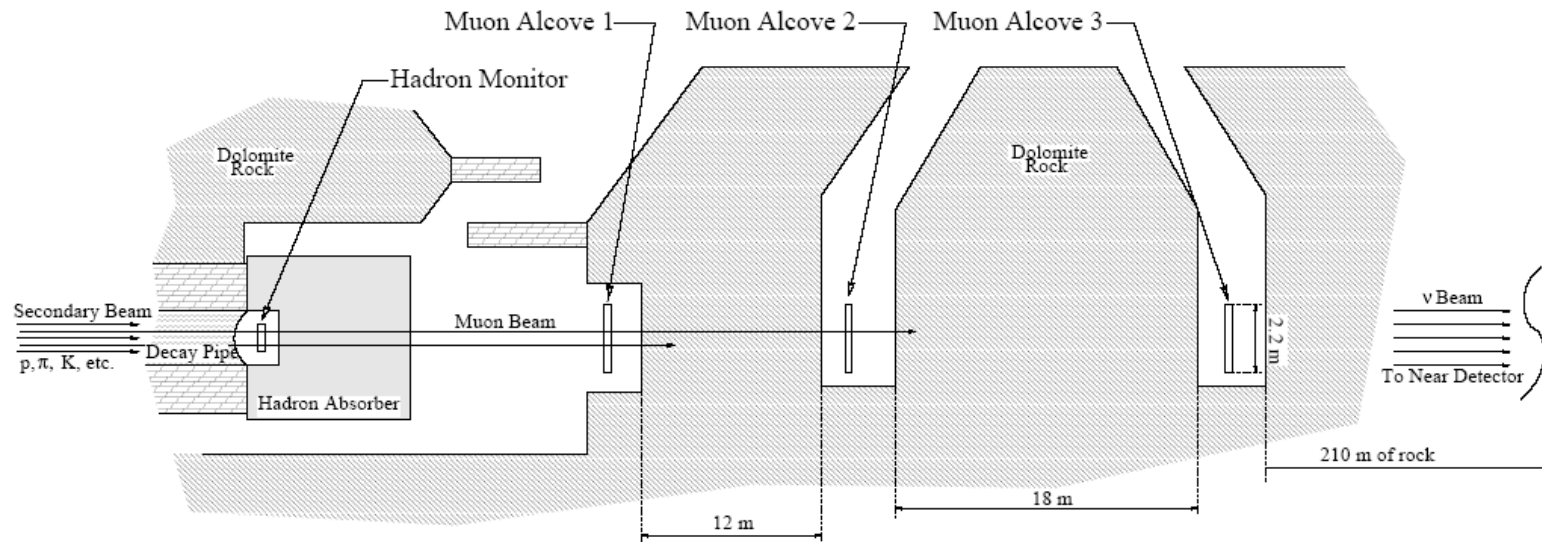 Muon Alcove 1
Muon Alcove 2
Muon Alcove 3
Hadron Monitor
Dolomite
Rock
Dolomite
Rock
Secondary Beam
p,π, K, etc.
Decay Pipe
Muon Beam
Hadron Absorber
2.2 m
ν Beam
To Near Detector
210 m of rock
18 m
12 m